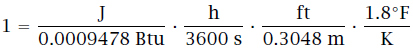 1 = J / 0.0009478 Btu · h / 3600 s · ft / 0.3048 m · 1.8°F / K